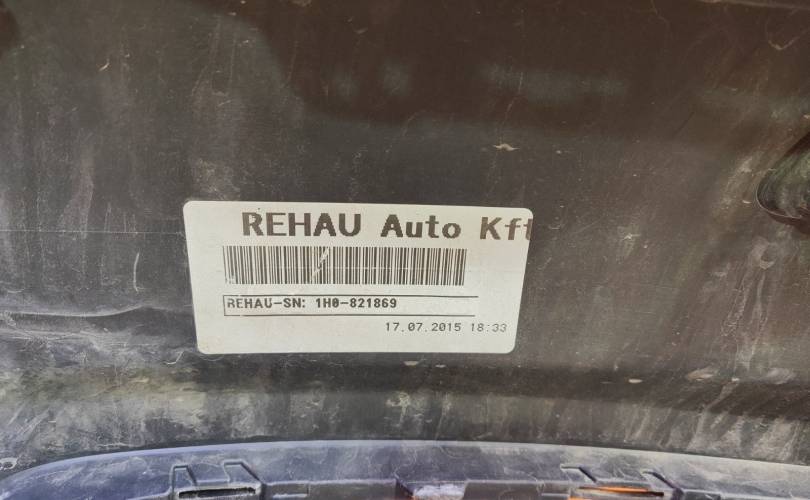 REHAU Auto Kft
REHAU-SN: 1H0-821869
17.07.2015 18:33